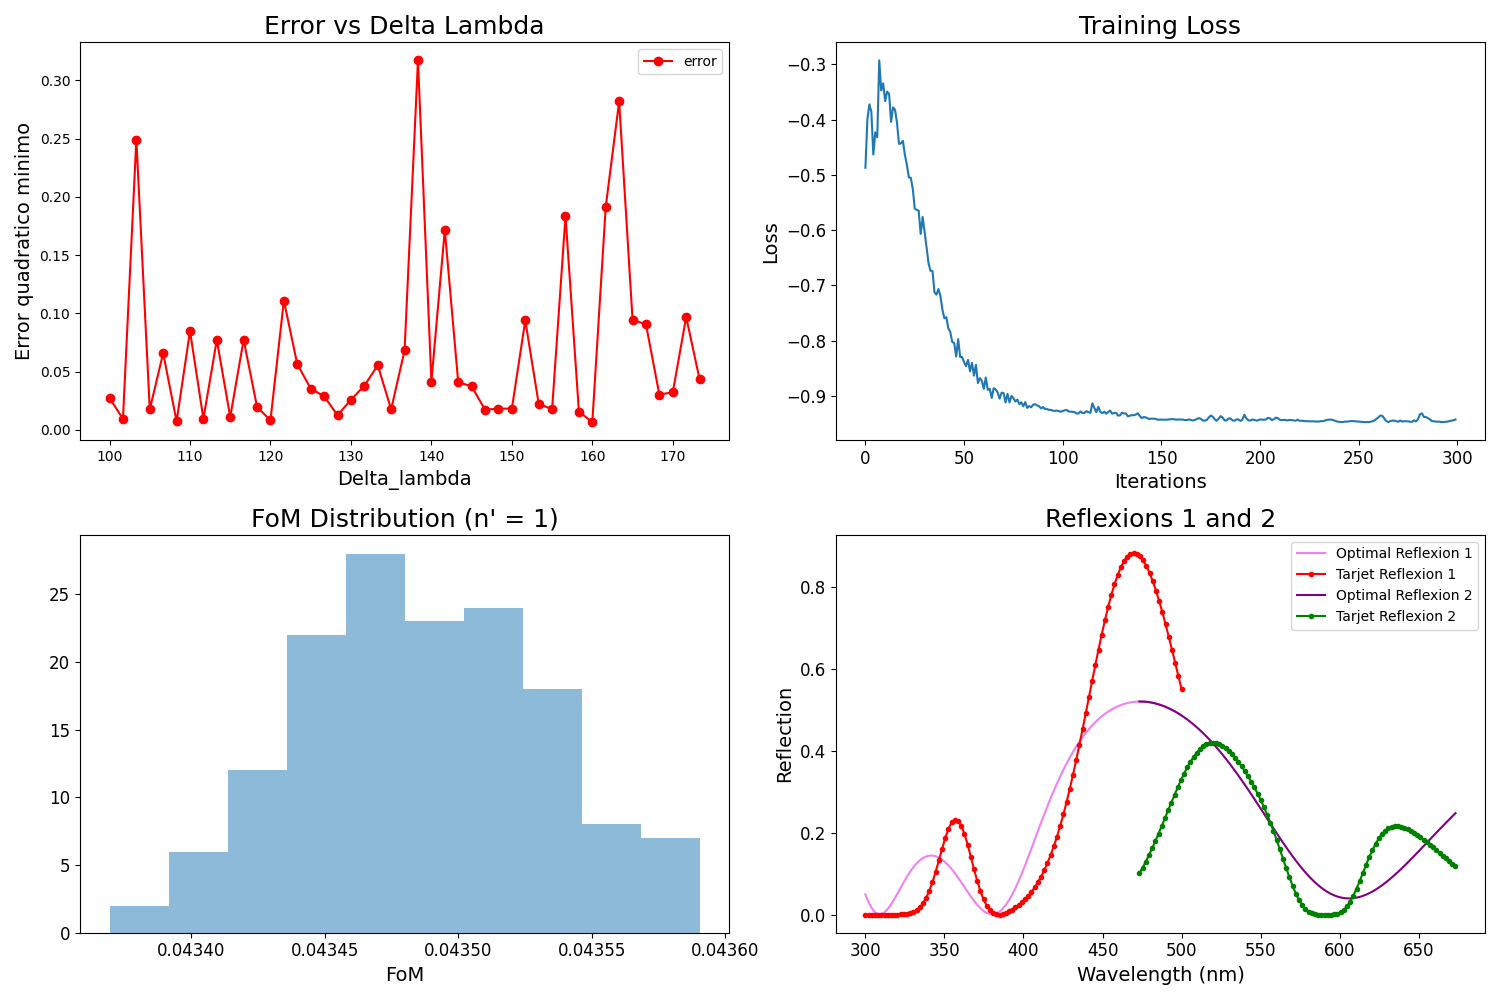 Error vs Delta Lambda
error
Error quadratico minimo
0.30
0.25
0.20
0.15
0.10
0.05
0.00
100 110 120 130 140 150 160 170
Delta_lambda
Training Loss
Loss
−0.3
−0.4
−0.5
−0.6
−0.7
−0.8
−0.9
0 50 100 150 200 250 300
Iterations
FoM Distribution (n' = 1)
25
20
15
10
5
0
0.04340 0.04345 0.04350 0.04355 0.04360
FoM
Reflexions 1 and 2
Optimal Reflexion 1
Tarjet Reflexion 1
Optimal Reflexion 2
Tarjet Reflexion 2
Reflection
0.8
0.6
0.4
0.2
0.0
300 350 400 450 500 550 600 650
Wavelength (nm)